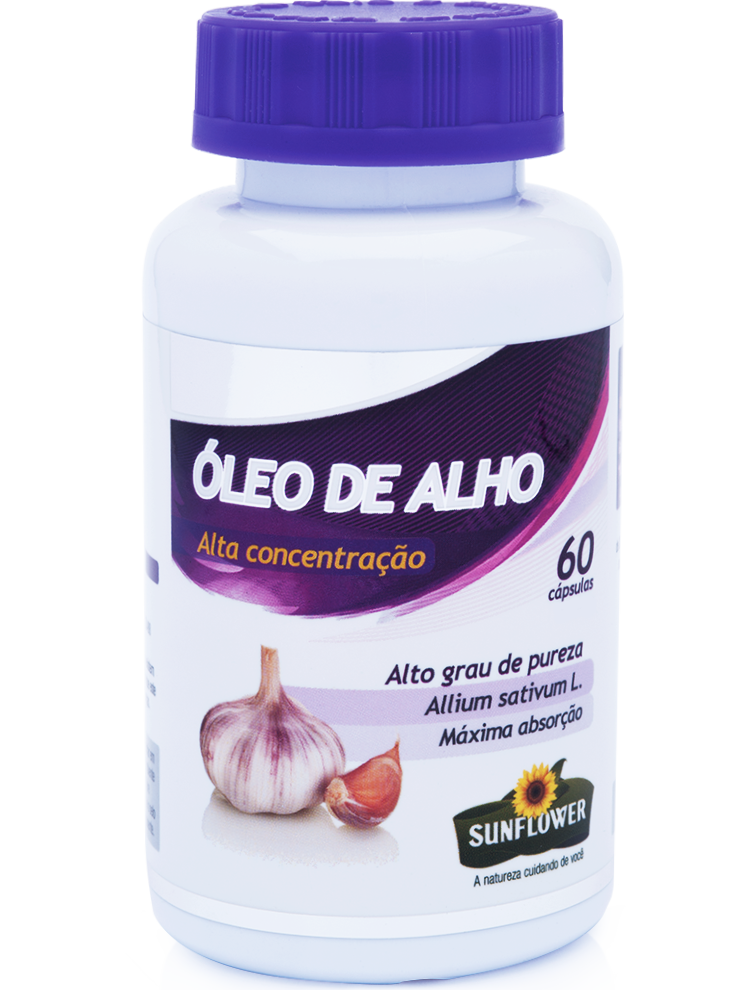 ÓLEO DE ALHO
Alta concentração
60
cápsulas
Alto grau de pureza
Allium sativum L.
Máxima absorção
SUNFLOWER
A natureza cuidando de você